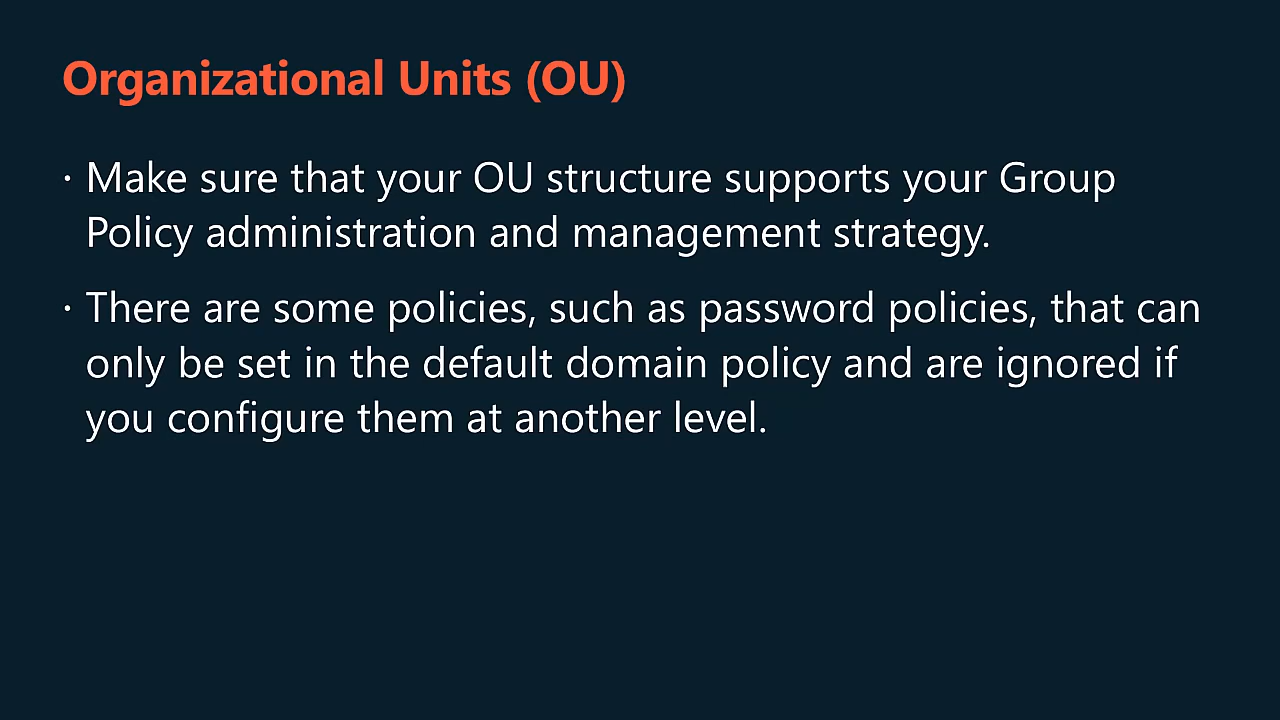 Organizational Units (OU)
· Make sure that your OU structure supports your Group
Policy administration and management strategy.
· There are some policies, such as password policies, that can
only be set in the default domain policy and are ignored if
you configure them at another level.